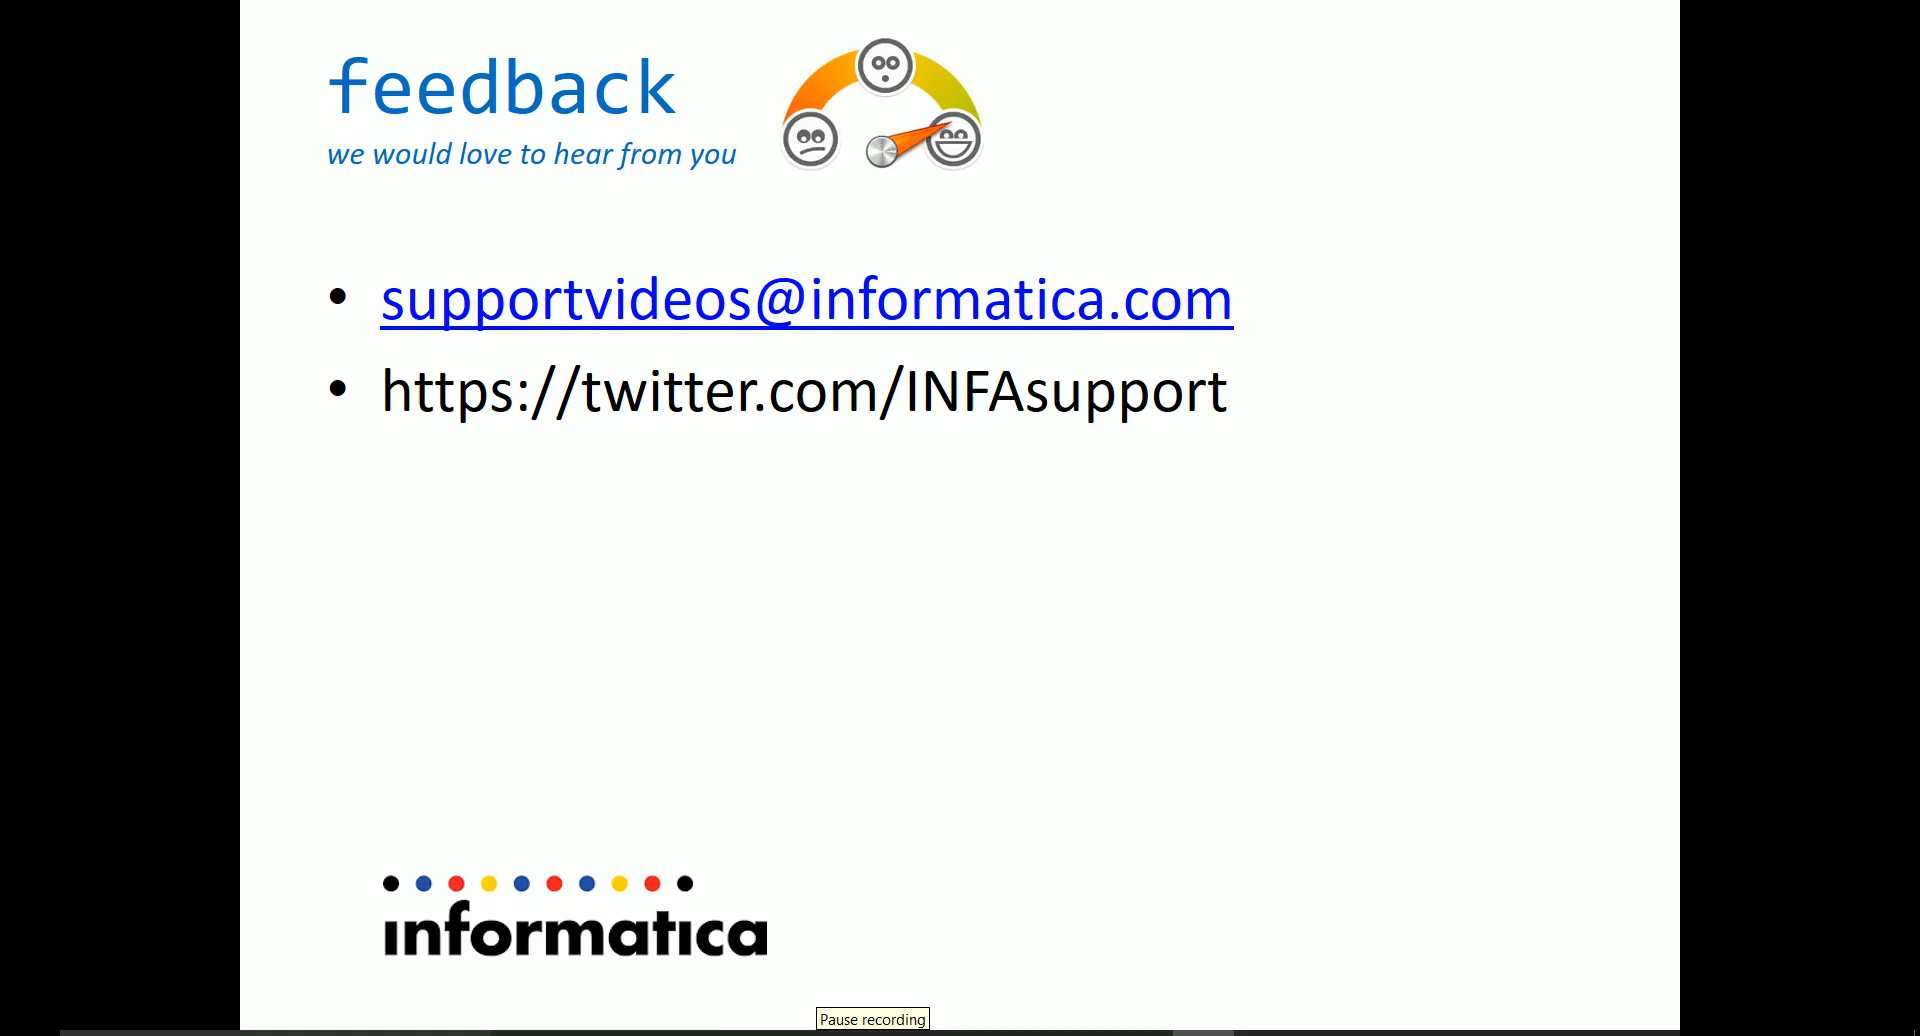 feedback
we would love to hear from you
• supportvideos@informatica.com
• https://twitter.com/INFAsupport
informatica
Pause recording